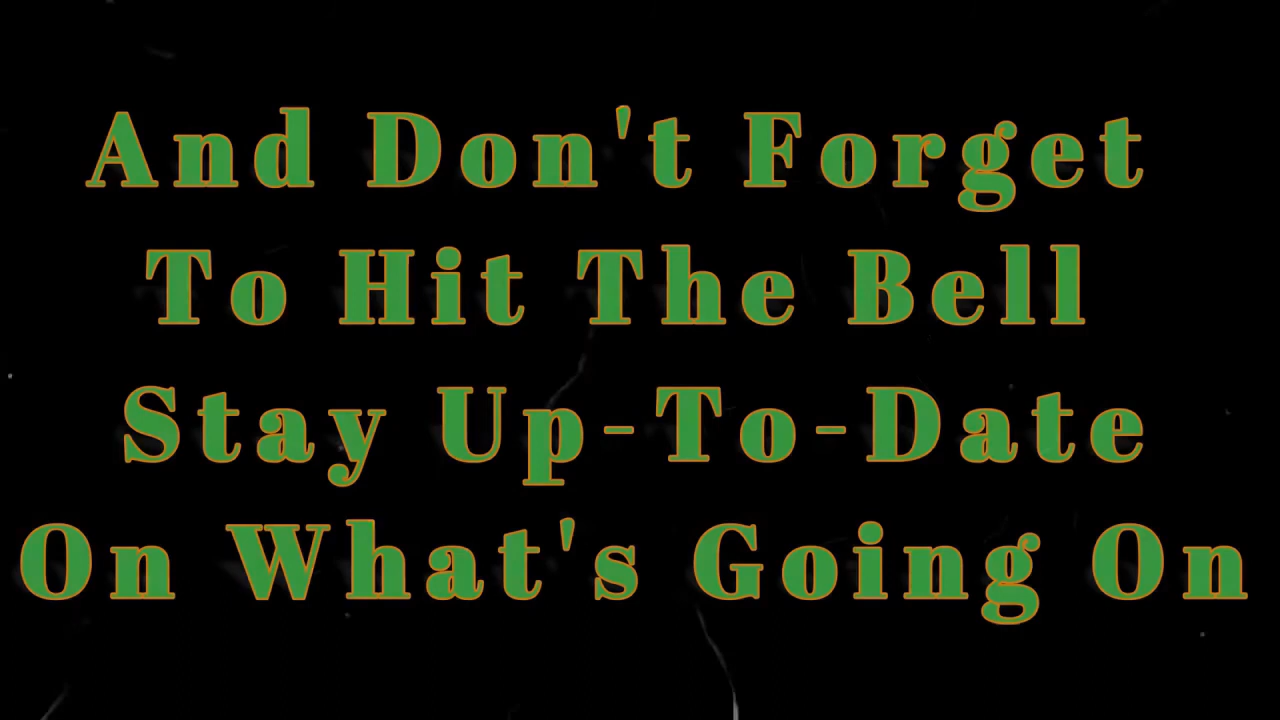 And Don't Forget
To Hit The Bell
Stay Up-To-Date
On What's Going On